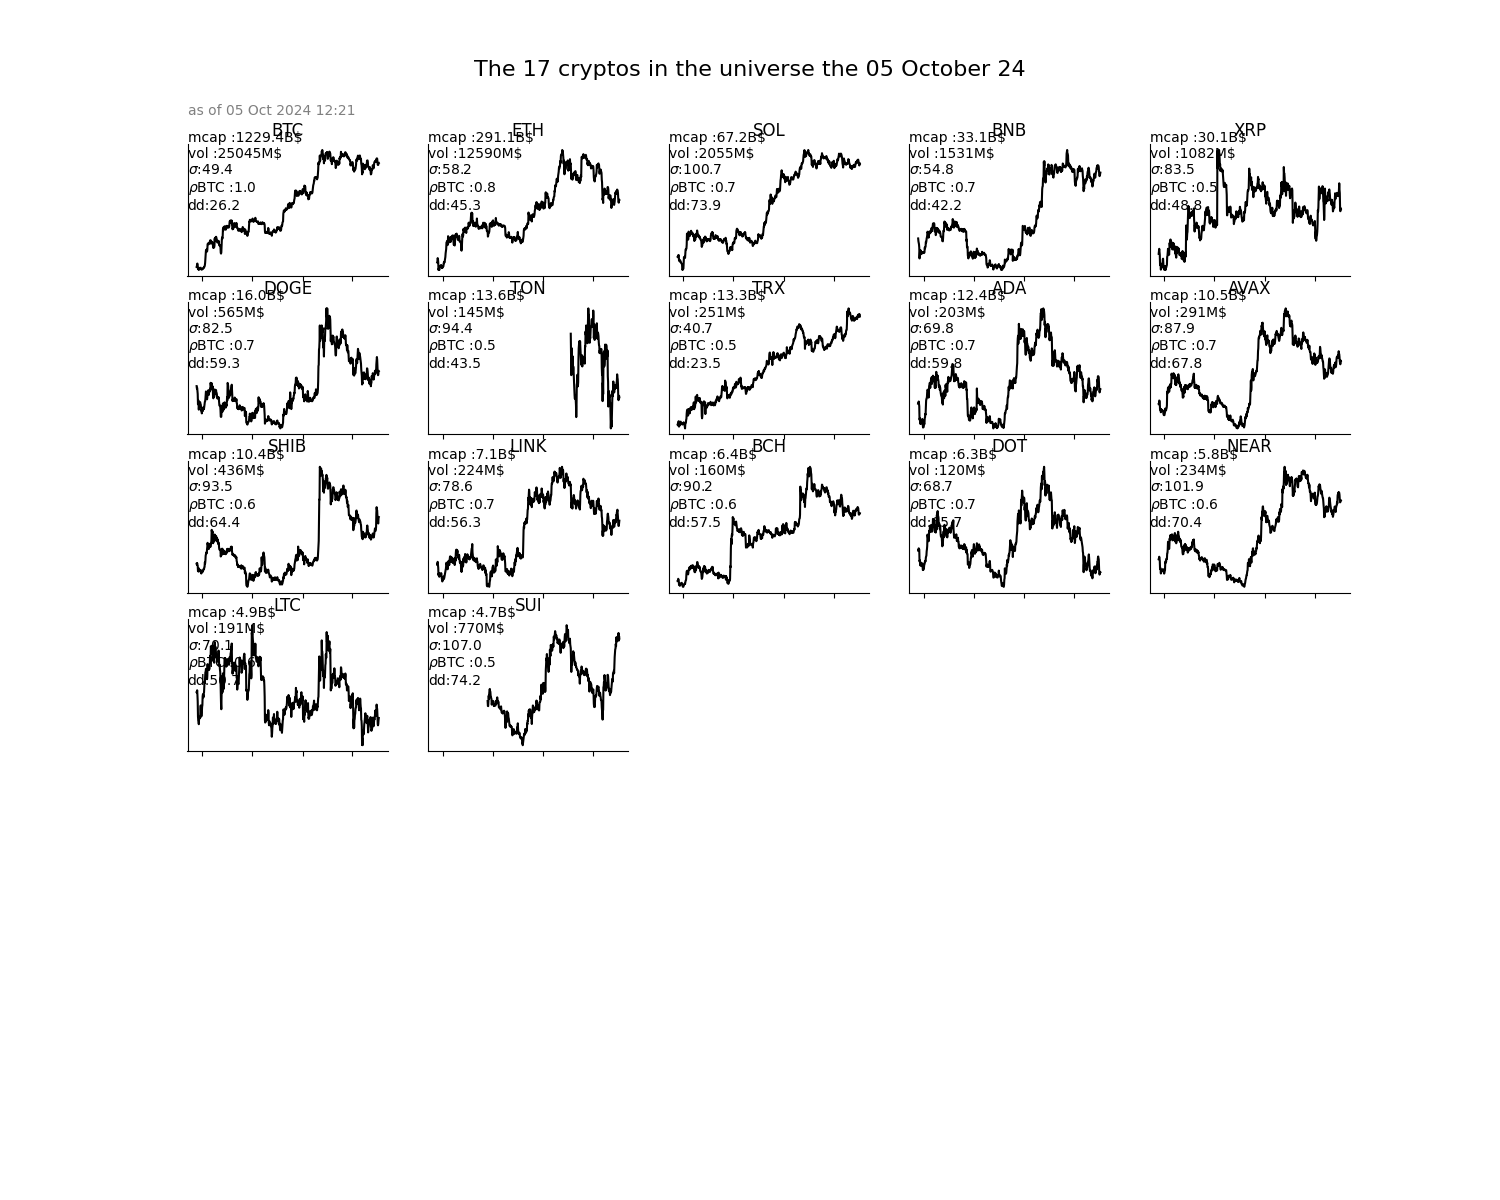 The 17 cryptos in the universe the 05 October 24
as of 05 Oct 2024 12:21
BTC
mcap :1229.4B$
vol :25045M$
σ:49.4
ρBTC :1.0
dd:26.2
ETH
mcap :291.1B$
vol :12590M$
σ:58.2
ρBTC :0.8
dd:45.3
SOL
mcap :67.2B$
vol :2055M$
σ:100.7
ρBTC :0.7
dd:73.9
BNB
mcap :33.1B$
vol :1531M$
σ:54.8
ρBTC :0.7
dd:42.2
XRP
mcap :30.1B$
vol :1082M$
σ:83.5
ρBTC :0.5
dd:48.8
DOGE
mcap :16.0B$
vol :565M$
σ:82.5
ρBTC :0.7
dd:59.3
TON
mcap :13.6B$
vol :145M$
σ:94.4
ρBTC :0.5
dd:43.5
TRX
mcap :13.3B$
vol :251M$
σ:40.7
ρBTC :0.5
dd:23.5
ADA
mcap :12.4B$
vol :203M$
σ:69.8
ρBTC :0.7
dd:59.8
AVAX
mcap :10.5B$
vol :291M$
σ:87.9
ρBTC :0.7
dd:67.8
SHIB
mcap :10.4B$
vol :436M$
σ:93.5
ρBTC :0.6
dd:64.4
LINK
mcap :7.1B$
vol :224M$
σ:78.6
ρBTC :0.7
dd:56.3
BCH
mcap :6.4B$
vol :160M$
σ:90.2
ρBTC :0.6
dd:57.5
DOT
mcap :6.3B$
vol :120M$
σ:68.7
ρBTC :0.7
NEAR
mcap :5.8B$
vol :234M$
σ:101.9
ρBTC :0.6
dd:70.4
LTC
mcap :4.9B$
vol :191M$
σ:70.1
SUI
mcap :4.7B$
vol :770M$
σ:107.0
ρBTC :0.5
dd:74.2